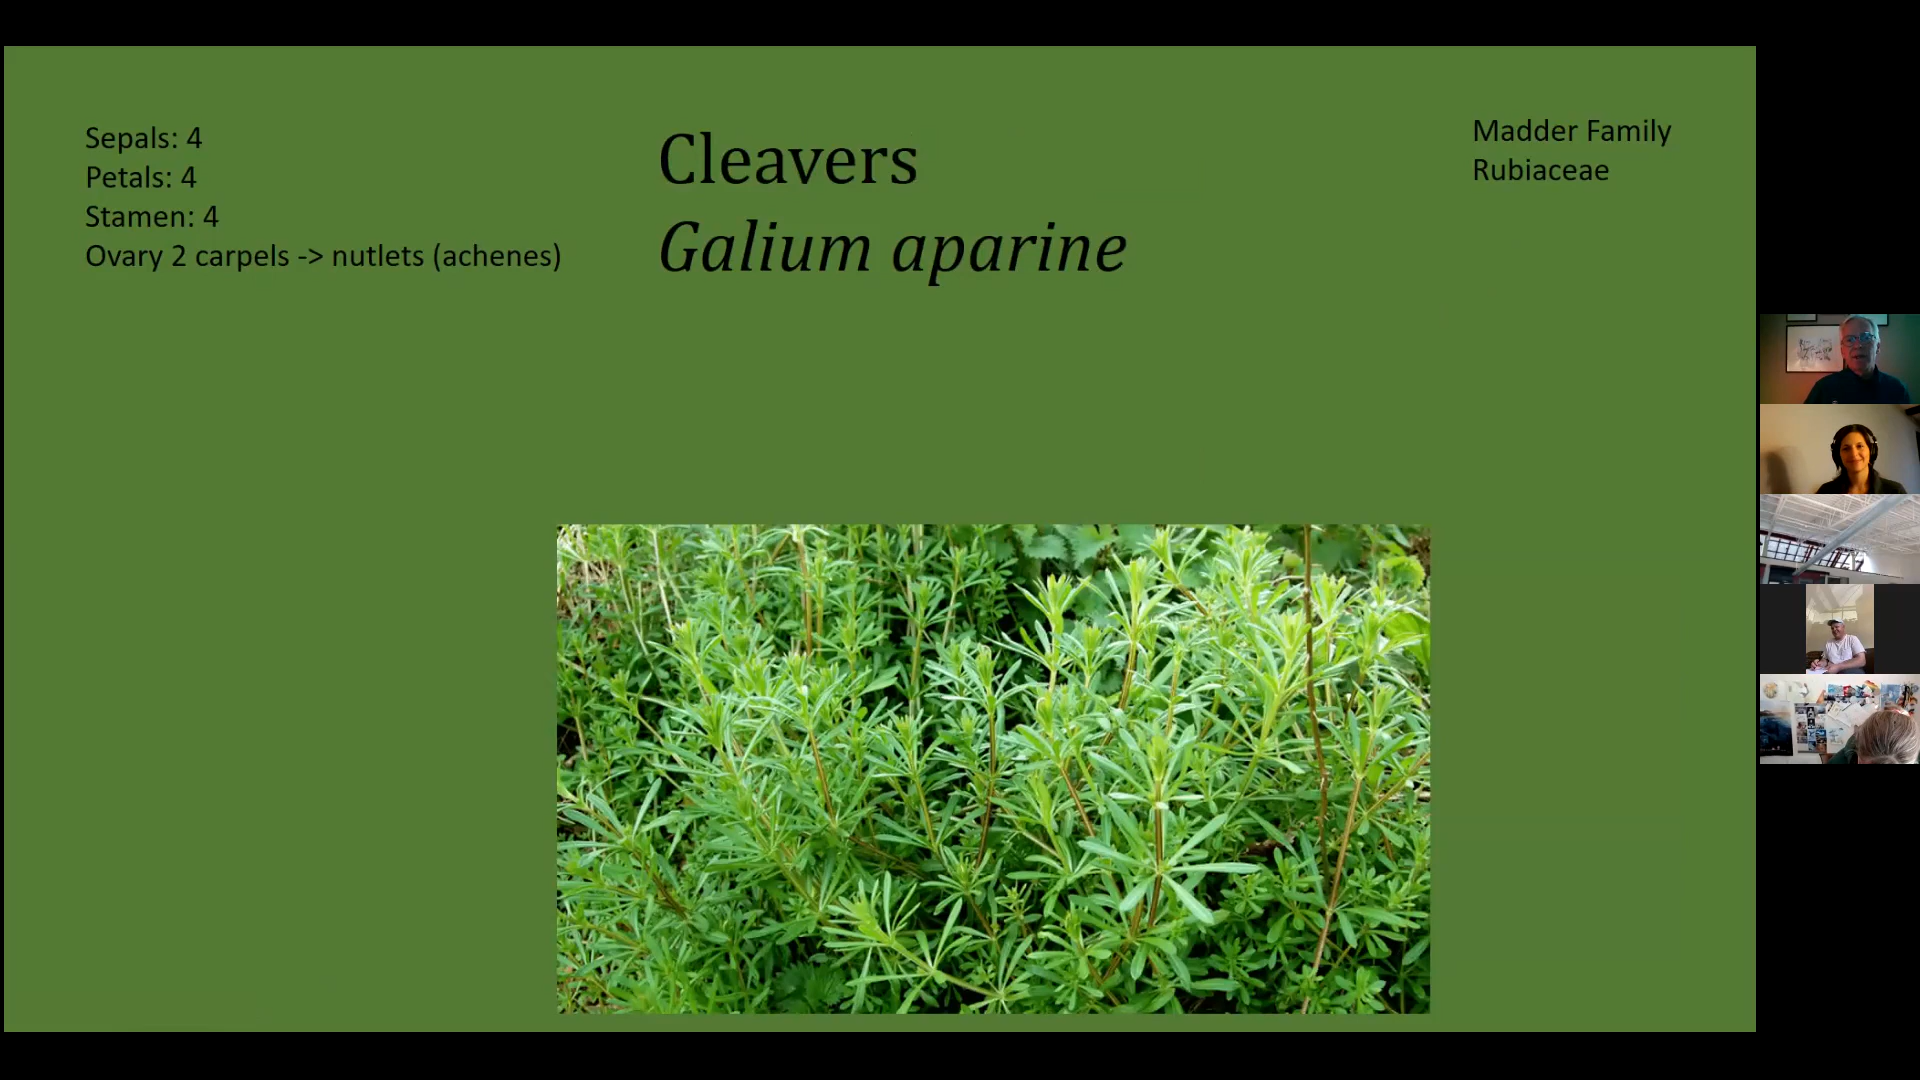 Sepals: 4
Petals: 4
Stamen: 4
Ovary 2 carpels -> nutlets (achenes)
Cleavers
Galium aparine
Madder Family
Rubiaceae